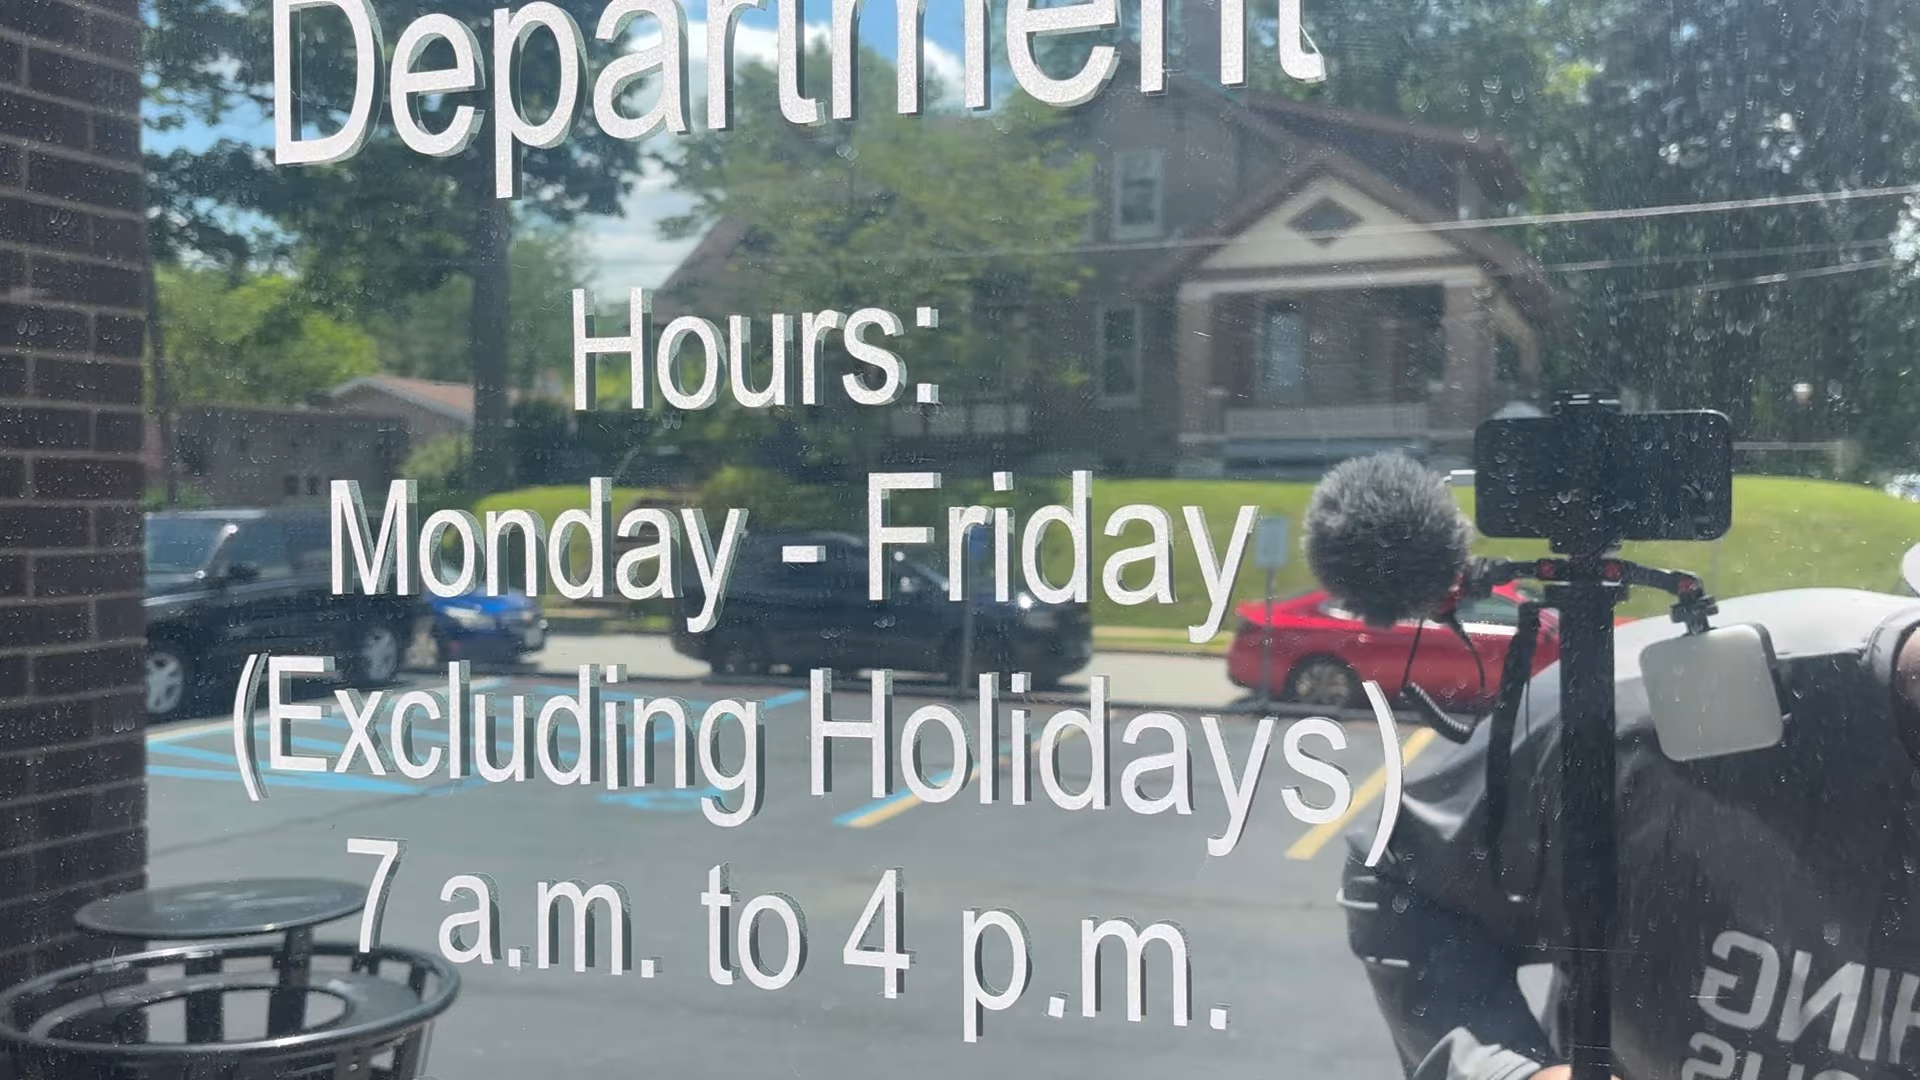 Department
Hours:
Monday - Friday
(Excluding Holidays)
7 a.m. to 4 p.m.